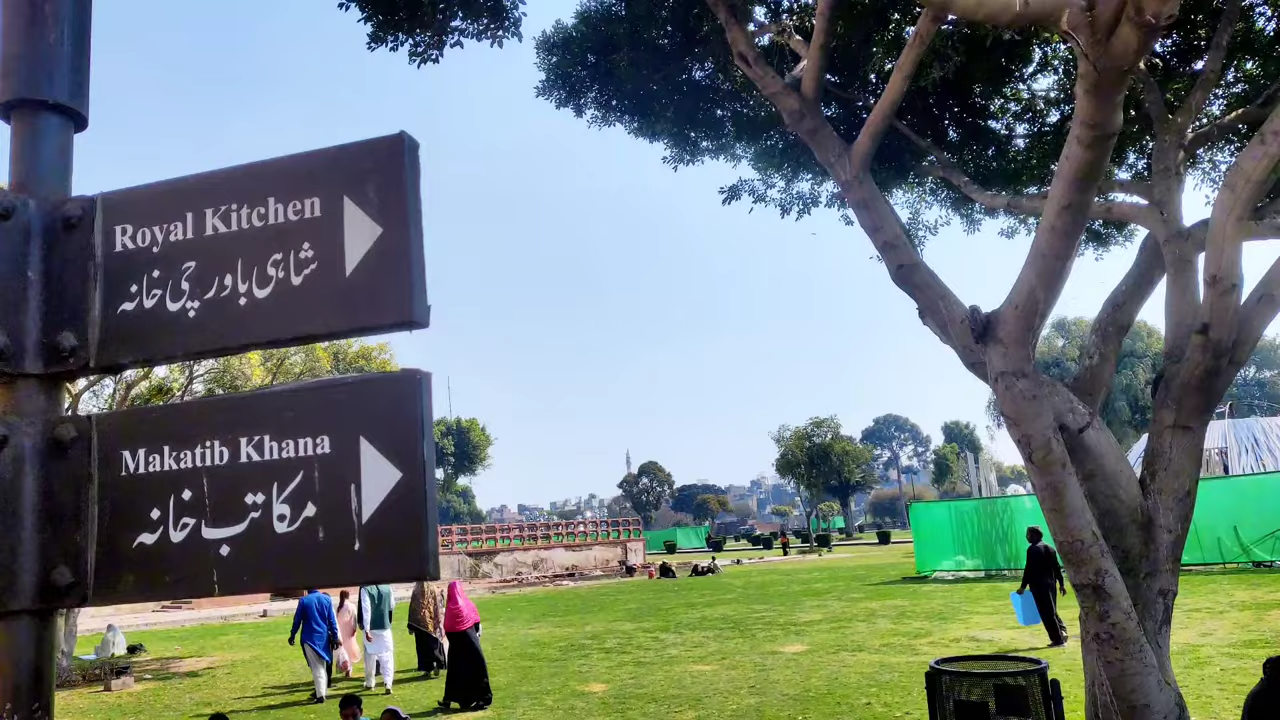 Royal Kitchen
شاہی باورچی خانہ
Makatib Khana
مکاتب خانہ